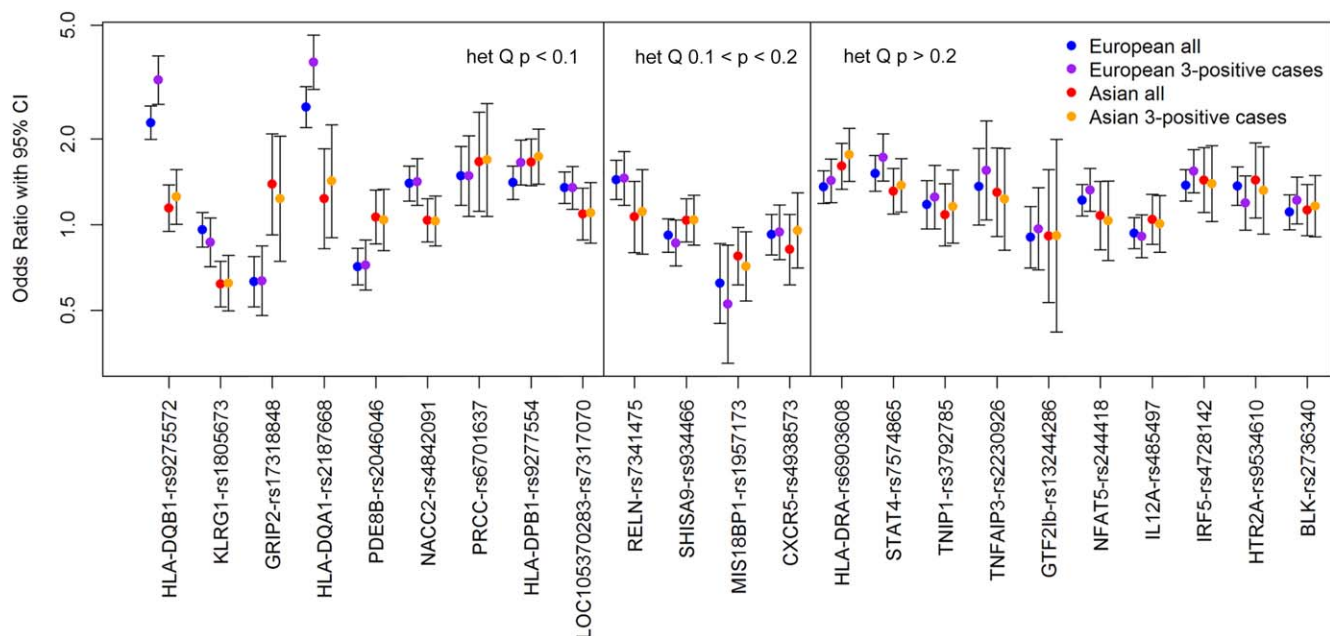 5.0
2.0
1.0
0.5
Odds Ratio with 95% CI
het Q p < 0.1
het Q 0.1 < p < 0.2
het Q p > 0.2
European all
European 3-positive cases
Asian all
Asian 3-positive cases
HLA-DQB1-rs9275572
KLRG1-rs1805673
GRIP2-rs17318848
HLA-DQA1-rs2187668
PDE8B-rs2046046
NACC2-rs4842091
PRCC-rs6701637
HLA-DPB1-rs9277554
LOC105370283-rs7317070
RELN-rs7341475
SHISA9-rs934466
MIS18BP1-rs1957173
CXCR5-rs4938573
HLA-DRA-rs6903608
STAT4-rs7574865
TNIP1-rs3792785
TNFAIP3-rs2230926
GTF2Ib-rs13244286
NFAT5-rs244418
IL12A-rs485497
IRF5-rs4728142
HTR2A-rs9534610
BLK-rs2736340